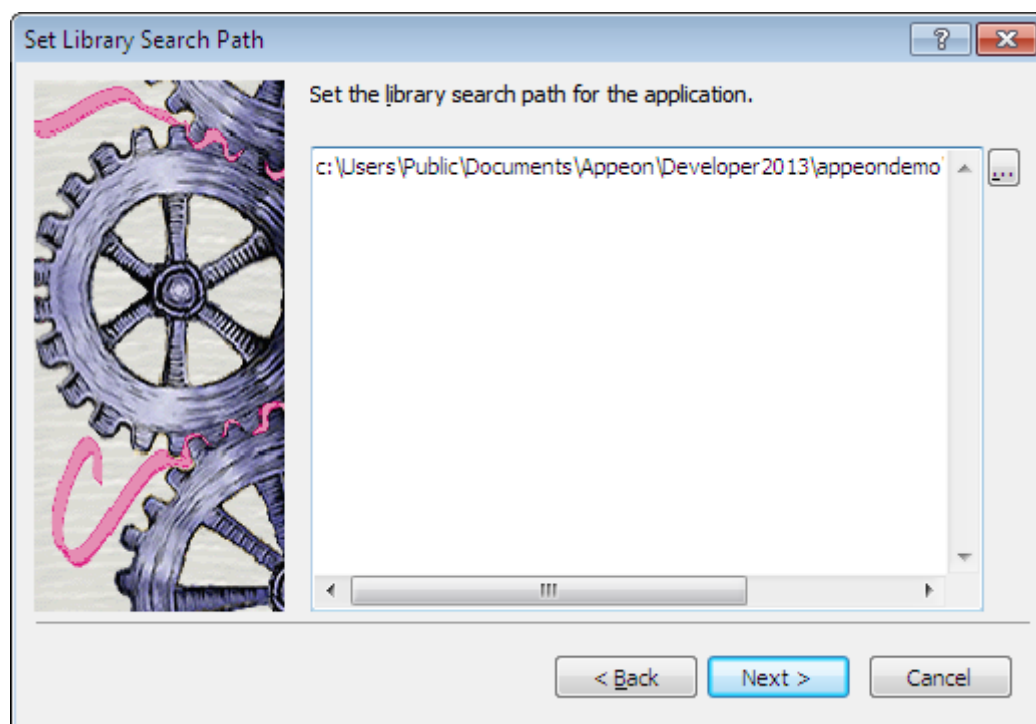 Set Library Search Path
Set the library search path for the application.
c:\Users\Public\Documents\Appeon\Developer2013\appeondemo
...
< Back
Next >
Cancel